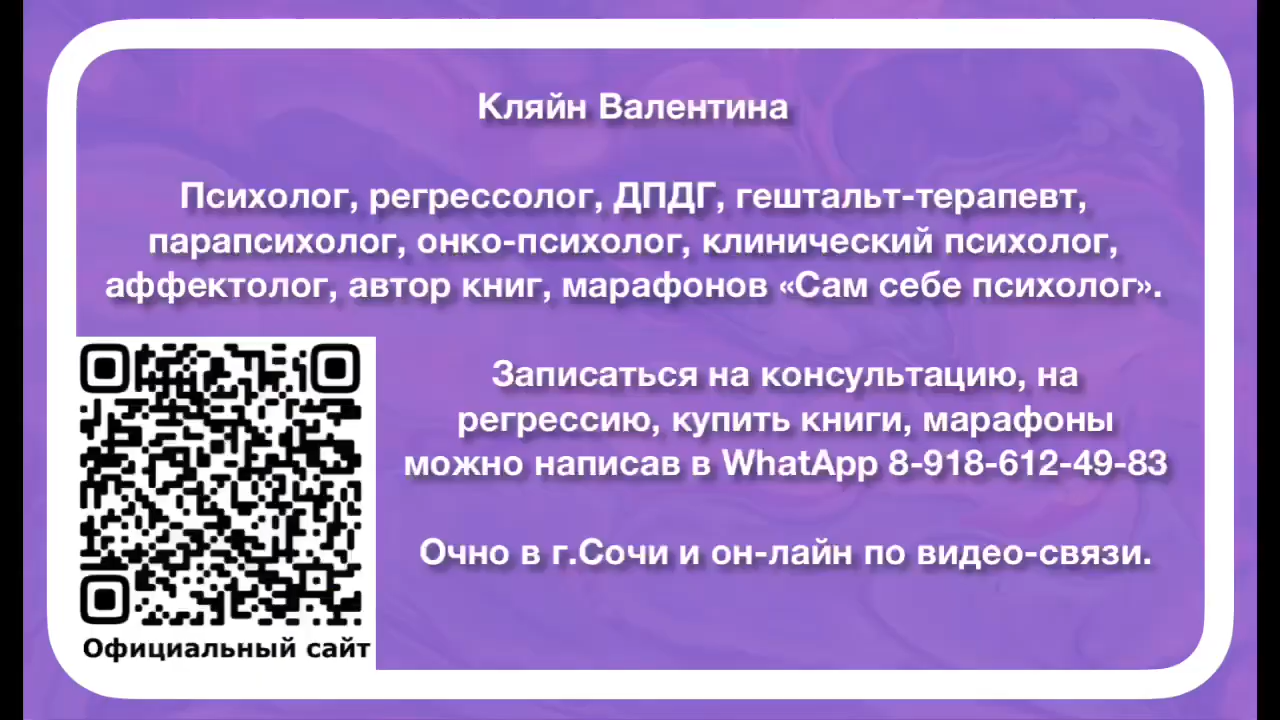 Кляйн Валентина
Психолог, регрессолог, ДПДГ, гештальт-терапевт,
парапсихолог, онко-психолог, клинический психолог,
аффектолог, автор книг, марафонов «Сам себе психолог».
Записаться на консультацию, на
регрессию, купить книги, марафоны
можно написав в WhatApp 8-918-612-49-83
Очно в г.Сочи и он-лайн по видео-связи.
Официальный сайт